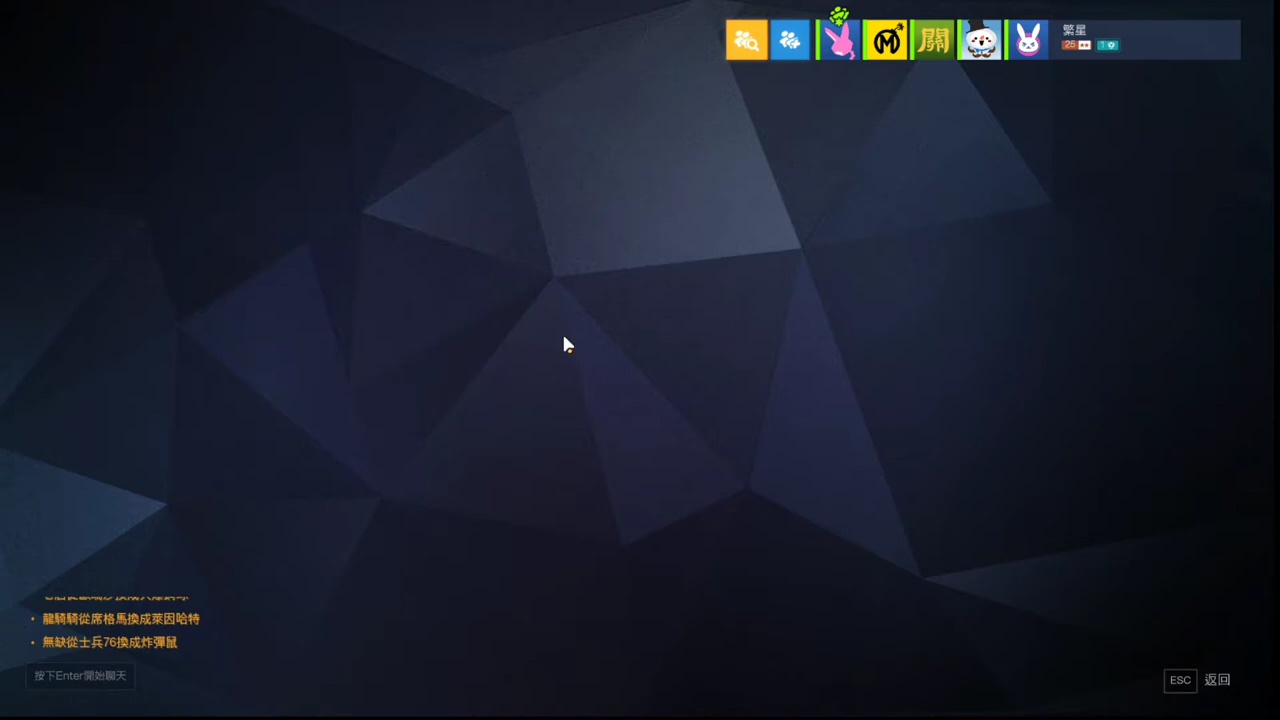 關
繁星
25
1
龍騎騎從席格馬換成萊因哈特
無缺從士兵76換成炸彈鼠
按下Enter開始聊天
ESC 返回